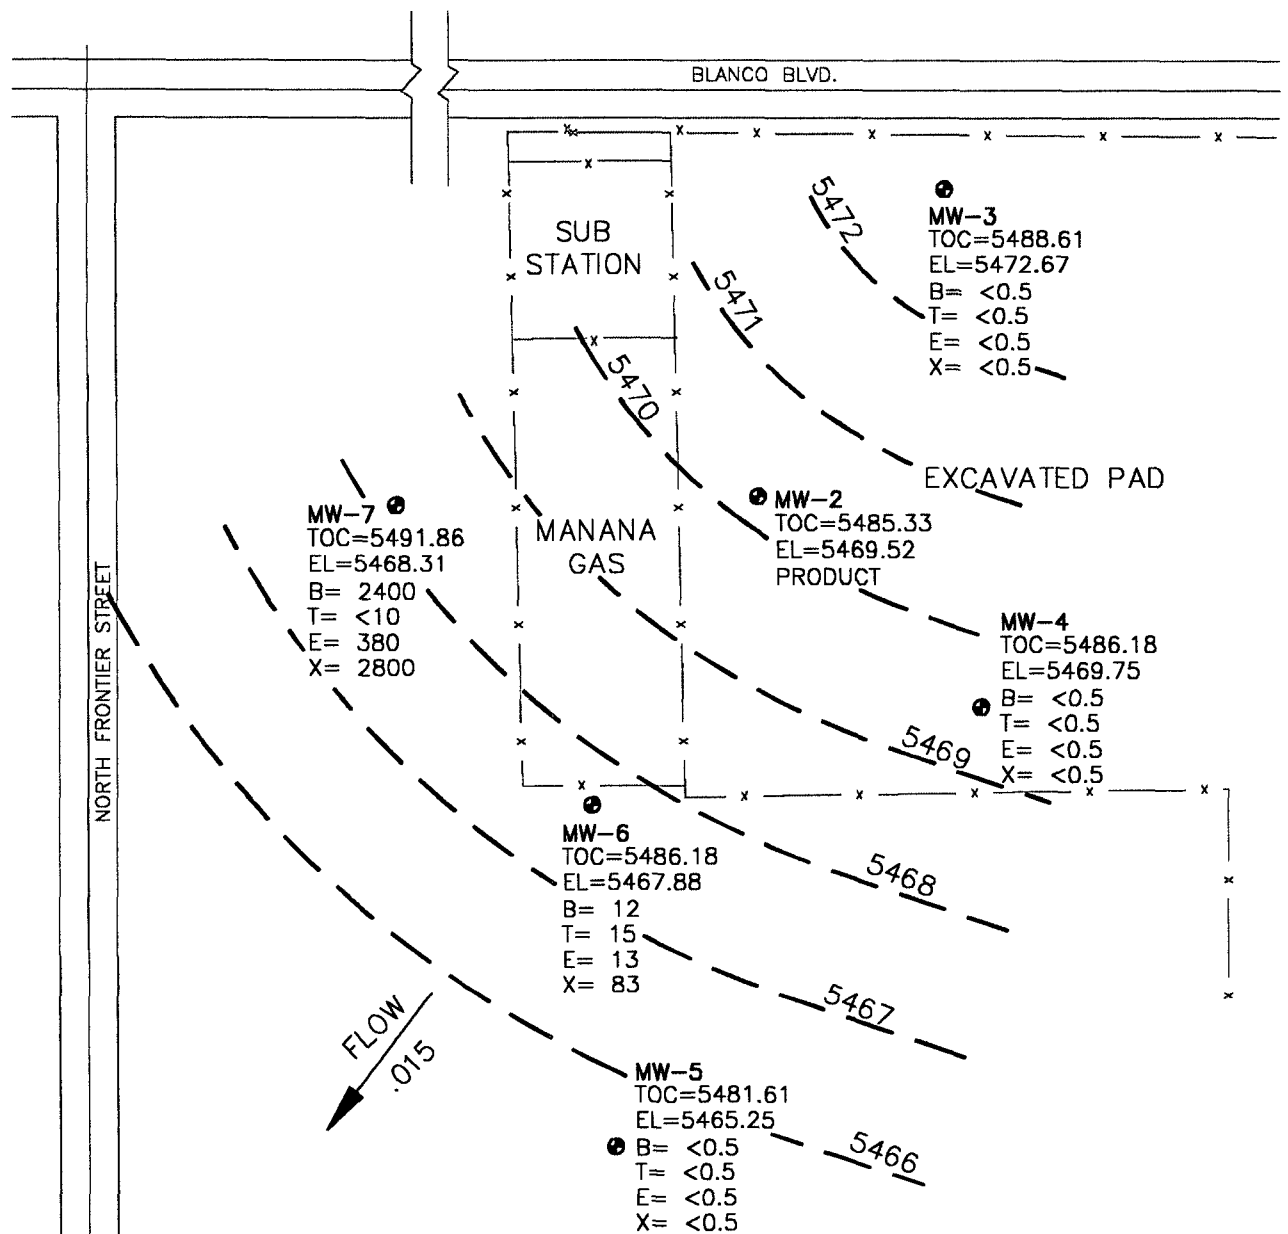 BLANCO BLVD.
5472
MW-3
TOC=5488.61
EL=5472.67
B= <0.5
T= <0.5
E= <0.5
X= <0.5
SUB
STATION
5471
5470
EXCAVATED PAD
MW-7
TOC=5491.86
EL=5468.31
B= 2400
T= <10
E= 380
X= 2800
MANANA
GAS
MW-2
TOC=5485.33
EL=5469.52
PRODUCT
NORTH FRONTIER STREET
MW-4
TOC=5486.18
EL=5469.75
B= <0.5
T= <0.5
E= <0.5
X= <0.5
5469
MW-6
TOC=5486.18
EL=5467.88
B= 12
T= 15
E= 13
X= 83
5468
5467
FLOW
.015
MW-5
TOC=5481.61
EL=5465.25
B= <0.5
T= <0.5
E= <0.5
X= <0.5
5466